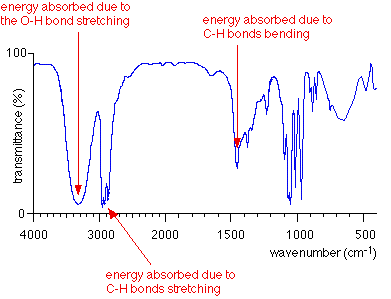 energy absorbed due to
the O-H bond stretching
energy absorbed due to
C-H bonds bending
100
transmittance (%)
0
4000 3000 2000 1500 1000 500
wavenumber (cm-1)
energy absorbed due to
C-H bonds stretching